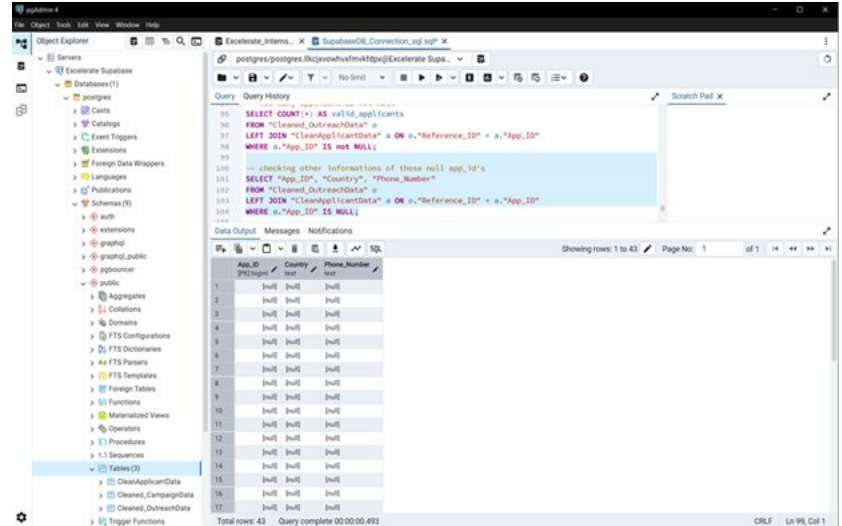 pgAdmin 4
File Object Tools Edit View Window Help
Object Explorer
Excelerate_Interns... X
SupabaseDB_Connection_sql.sql* X
Servers
Excelerate Supabase
Databases (1)
postgres
Casts
Catalogs
Event Triggers
Extensions
Foreign Data Wrappers
Languages
Publications
Schemas (9)
auth
extensions
graphql
graphql_public
pgbouncer
public
Aggregates
Collations
Domains
FTS Configurations
FTS Dictionaries
FTS Parsers
FTS Templates
Foreign Tables
Functions
Materialized Views
Operators
Procedures
1..3 Sequences
Tables (3)
CleanApplicantData
Cleaned_CampaignData
Cleaned_OutreachData
Trigger Functions
No limit
Query Query History
Scratch Pad X
95 SELECT COUNT(*) AS valid_applicants
96 FROM "Cleaned_OutreachData" o
97 LEFT JOIN "CleanApplicantData" a ON o."Reference_ID" = a."App_ID"
98 WHERE a."App_ID" IS not NULL;
99
100 -- checking other informations of those null app_id's
101 SELECT "App_ID", "Country", "Phone_Number"
102 FROM "Cleaned_OutreachData" o
103 LEFT JOIN "CleanApplicantData" a ON o."Reference_ID" = a."App_ID"
104 WHERE a."App_ID" IS NULL;
Data Output Messages Notifications
SQL
Showing rows: 1 to 43
Page No: 1 of 1
App_ID Country Phone_Number
[PK] bigint text text
1 [null] [null] [null]
2 [null] [null] [null]
3 [null] [null] [null]
4 [null] [null] [null]
5 [null] [null] [null]
6 [null] [null] [null]
7 [null] [null] [null]
8 [null] [null] [null]
9 [null] [null] [null]
10 [null] [null] [null]
11 [null] [null] [null]
12 [null] [null] [null]
13 [null] [null] [null]
14 [null] [null] [null]
15 [null] [null] [null]
16 [null] [null] [null]
17 [null] [null] [null]
Total rows: 43 Query complete 00:00:00.493
CRLF Ln 99, Col 1